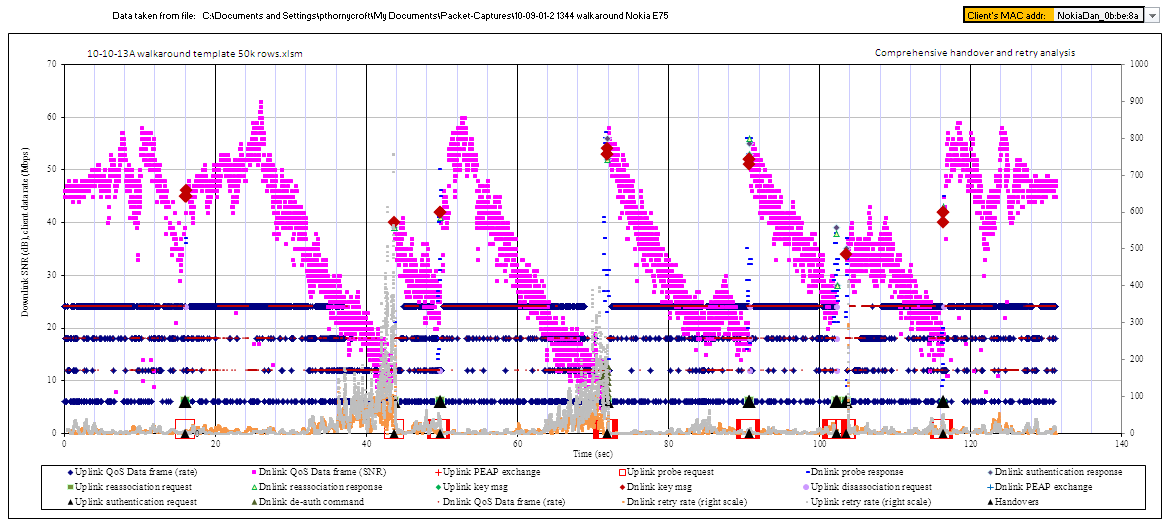 Data taken from file: C:\Documents and Settings\pthornycroft\My Documents\Packet-Captures\10-09-01-2 1344 walkaround Nokia E75
Client's MAC addr: NokiaDan_0b:be:8a
10-10-13A walkaround template 50k rows.xlsm
Comprehensive handover and retry analysis
Downlink SNR (dB), client data rate (Mbps)
70
60
50
40
30
20
10
0
1000
900
800
700
600
500
400
300
200
100
0
0 20 40 60 80 100 120 140
Time (sec)
Uplink QoS Data frame (rate) Dnlink QoS Data frame (SNR) Uplink PEAP exchange Uplink probe request Dnlink probe response Dnlink authentication response
Uplink reassociation request Dnlink reassociation response Uplink key msg Dnlink key msg Uplink disassociation request Dnlink PEAP exchange
Uplink authentication request Dnlink de-auth command Dnlink QoS Data frame (rate) Dnlink retry rate (right scale) Uplink retry rate (right scale) Handovers